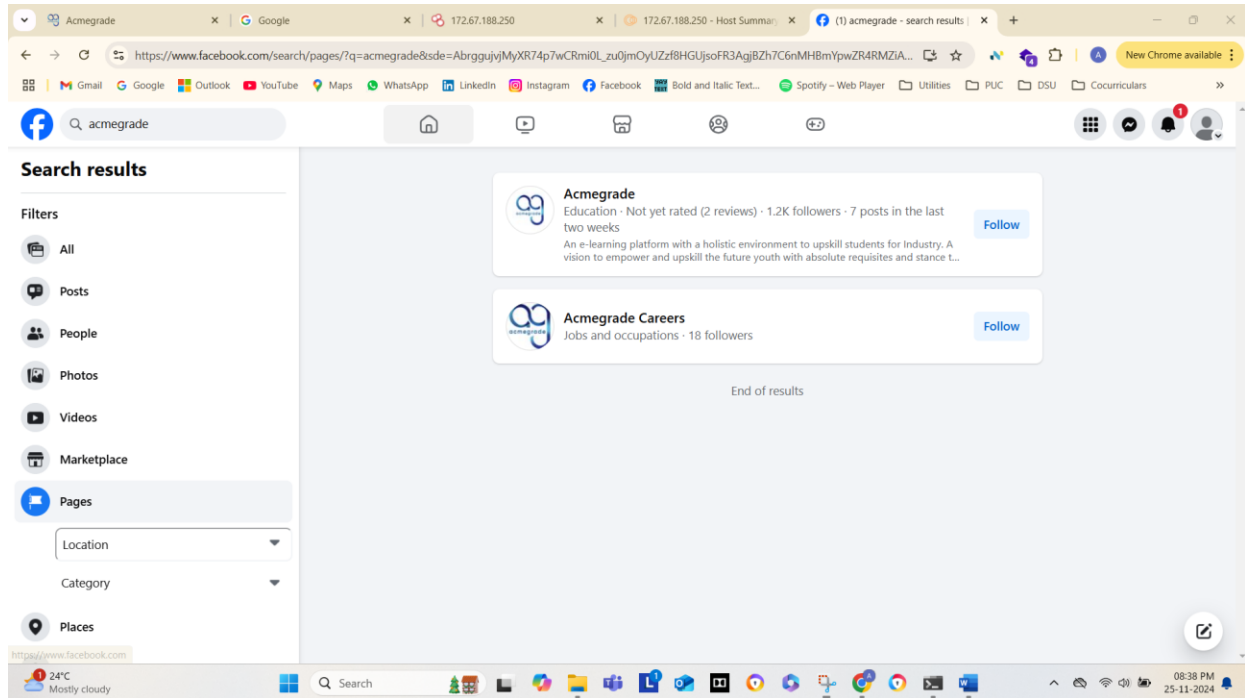 Acmegrade
Google
172.67.188.250
172.67.188.250 - Host Summary
(1) acmegrade - search results |
https://www.facebook.com/search/pages/?q=acmegrade&sde=AbrggujvjMyXR74p7wCRmi0L_zu0jmOyUZzf8HGUjsoFR3AgjBZh7C6nMHBmYpwZR4RMZiA...
4
A
New Chrome available
Gmail
Google
Outlook
YouTube
Maps
WhatsApp
LinkedIn
Instagram
Facebook
Bold and Italic Text...
Spotify – Web Player
Utilities
PUC
DSU
Cocurriculars
»
acmegrade
1
Search results
Filters
All
Posts
People
Photos
Videos
Marketplace
Pages
Location
Category
Places
Acmegrade
Education · Not yet rated (2 reviews) · 1.2K followers · 7 posts in the last
two weeks
An e-learning platform with a holistic environment to upskill students for Industry. A
vision to empower and upskill the future youth with absolute requisites and stance t...
Follow
acmegrade
Acmegrade Careers
Jobs and occupations · 18 followers
Follow
End of results
https://www.facebook.com
1
24°C
Mostly cloudy
Search
08:38 PM
25-11-2024